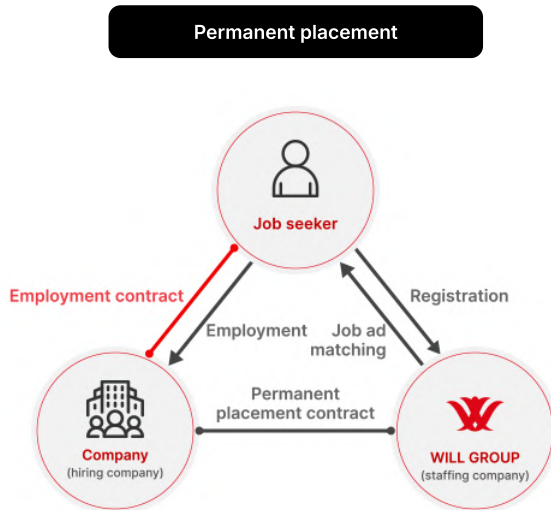 Permanent placement
Job seeker
Employment contract
Registration
Employment
Job ad
matching
Permanent
placement contract
Company
(hiring company)
WILL GROUP
(staffing company)